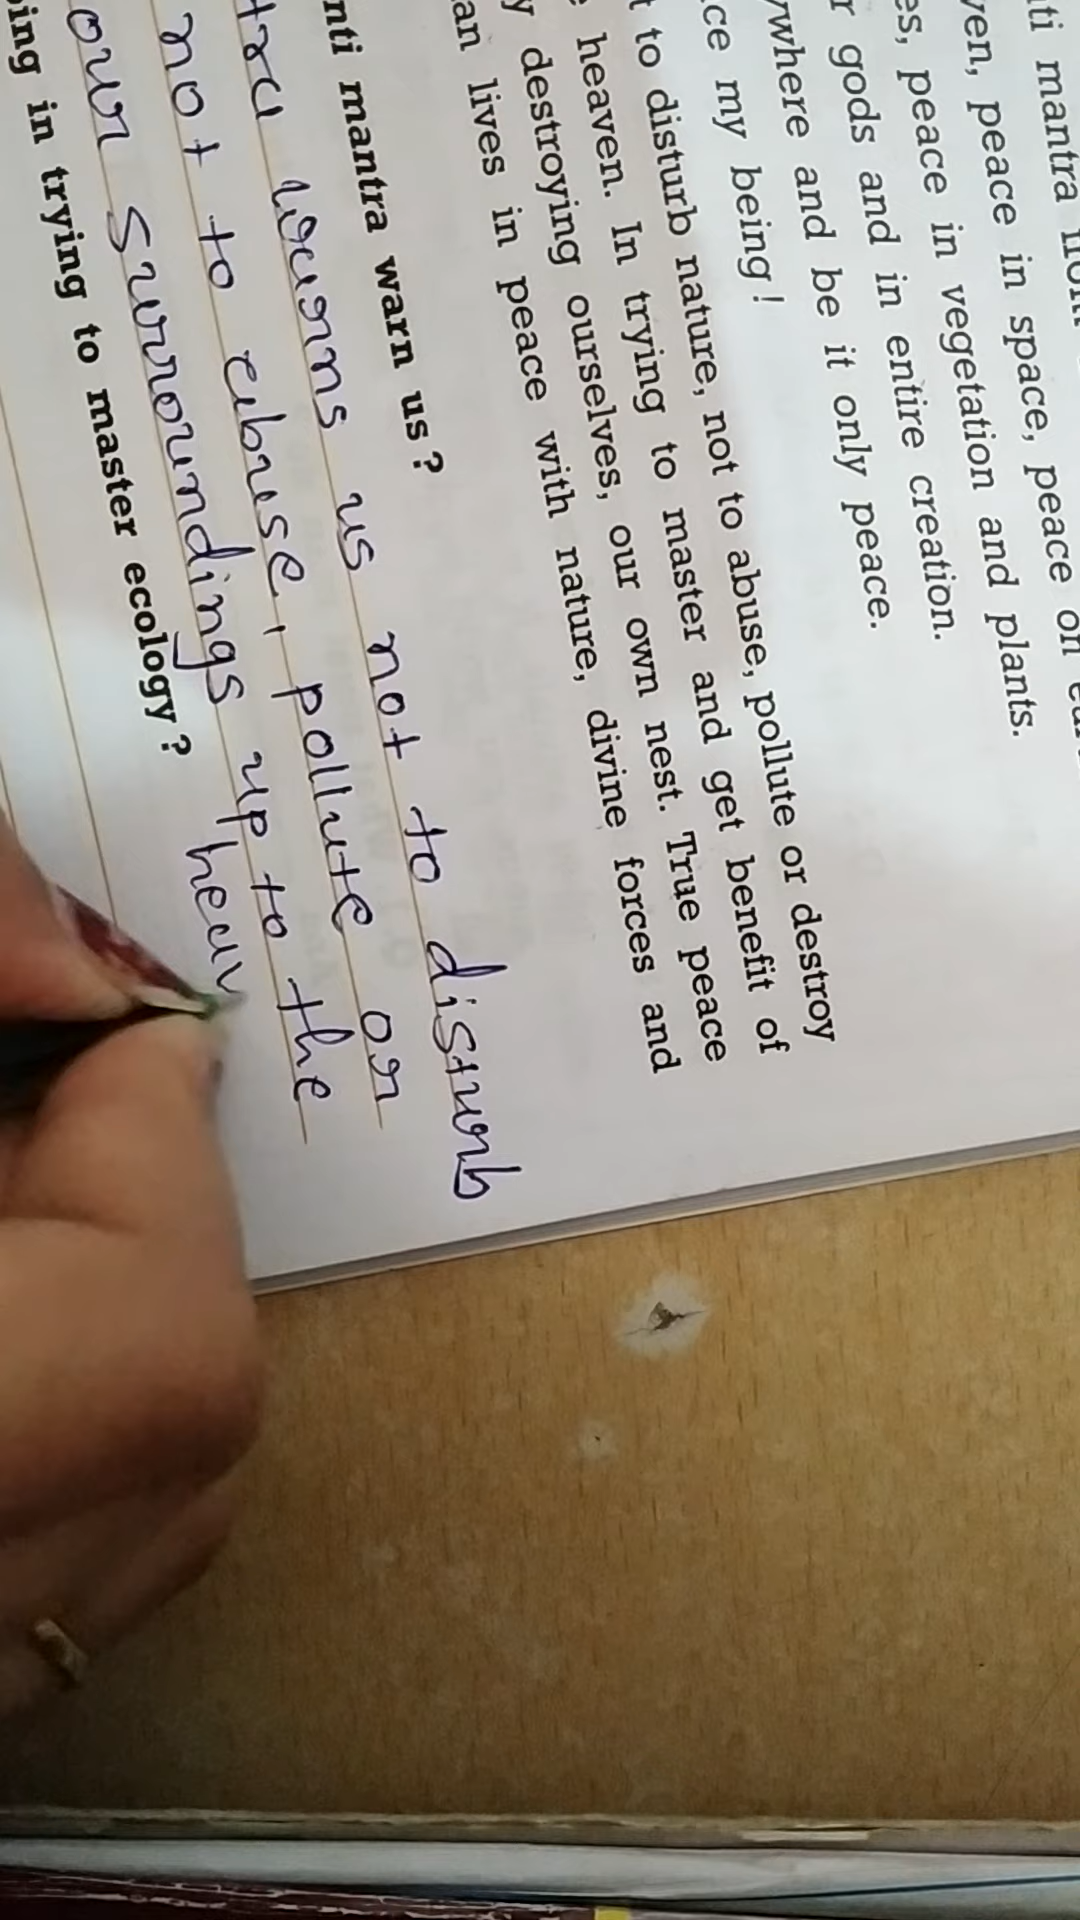 mantra
ven, peace in space, peace on
es, peace in vegetation and plants.
r gods and in entire creation.
ywhere and be it only peace.
ce my being!
t to disturb nature, not to abuse, pollute or destroy
heaven. In trying to master and get benefit of
y destroying ourselves, our own nest. True peace
an lives in peace with nature, divine forces and
nti mantra warn us?
tra warns us not to disturb
not to abuse, pollute or
our surroundings up to the
heav
ing in trying to master ecology?